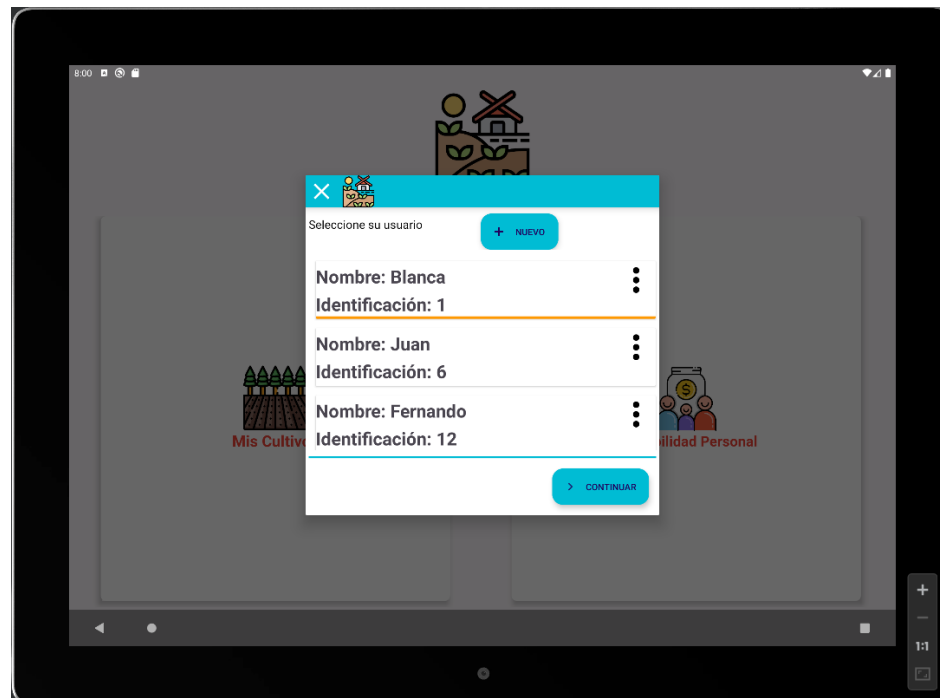 8:00
Seleccione su usuario
+ NUEVO
Nombre: Blanca
Identificación: 1
Nombre: Juan
Identificación: 6
Nombre: Fernando
Identificación: 12
Mis Cultivo
ilidad Personal
> CONTINUAR
1:1